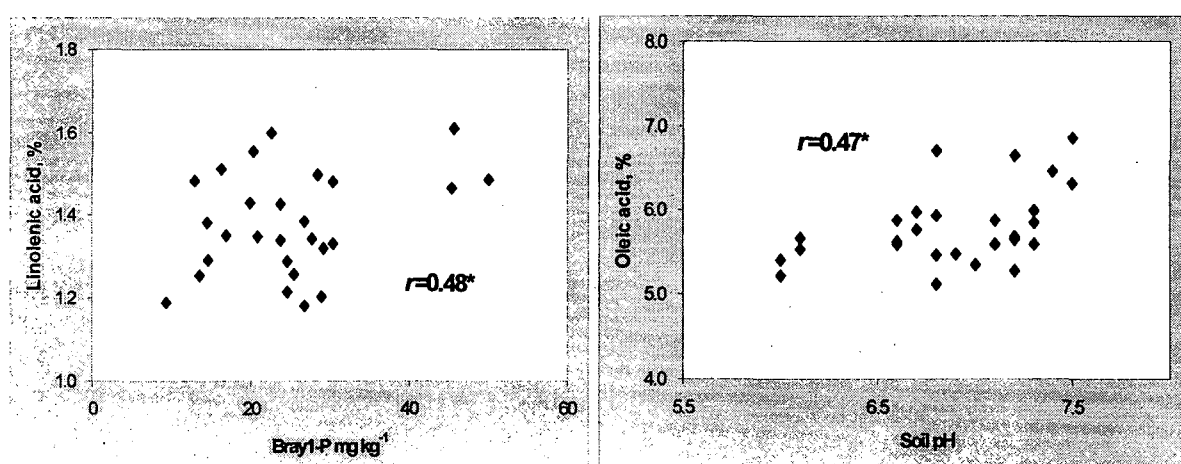 1.8
1.6
1.4
1.2
1.0
0
20
40
60
Linolenic acid, %
Bray1-P mg kg-1
r=0.48*
8.0
7.0
6.0
5.0
4.0
5.5
6.5
7.5
Oleic acid, %
Soil pH
r=0.47*